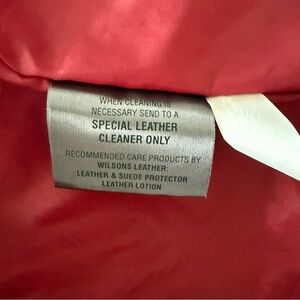 WHEN CLEANING IS
NECESSARY SEND TO A
SPECIAL LEATHER
CLEANER ONLY
RECOMMENDED CARE PRODUCTS BY
WILSONS LEATHER:
LEATHER & SUEDE PROTECTOR
LEATHER LOTION